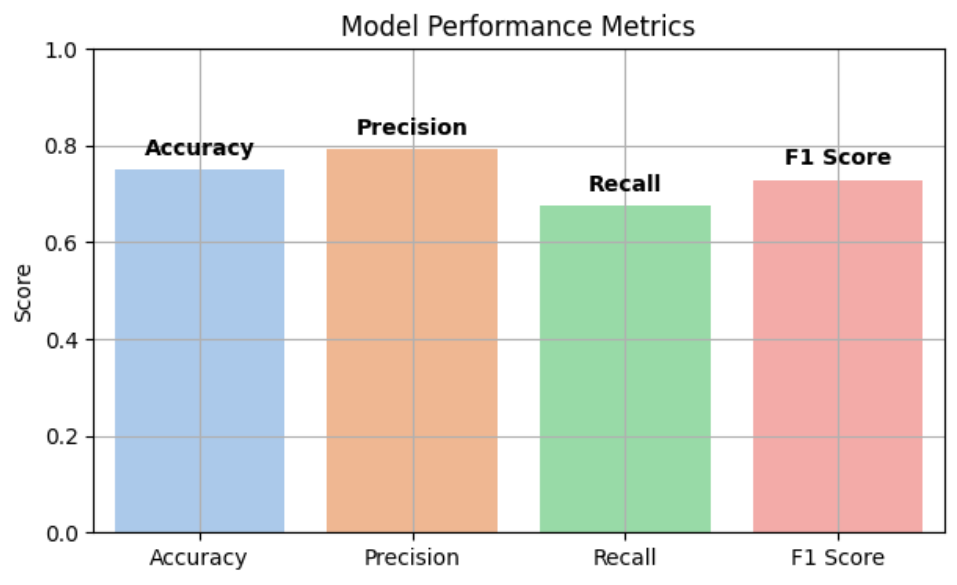 Model Performance Metrics
1.0
0.8
0.6
0.4
0.2
0.0
Score
Accuracy
Precision
Recall
F1 Score
Accuracy
Precision
Recall
F1 Score